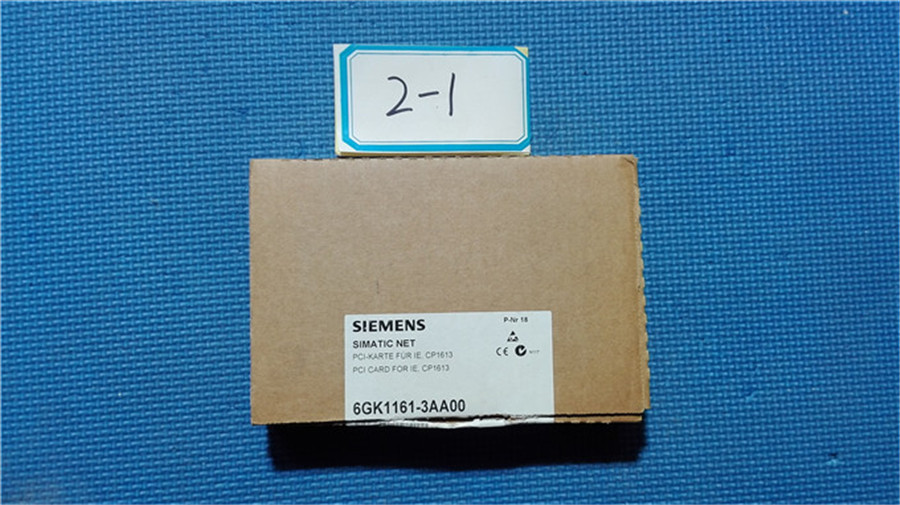 2-1
SIEMENS
P-Nr 18
SIMATIC NET
PCI-KARTE FÜR IE, CP1613
PCI CARD FOR IE, CP1613
CE
6GK1161-3AA00